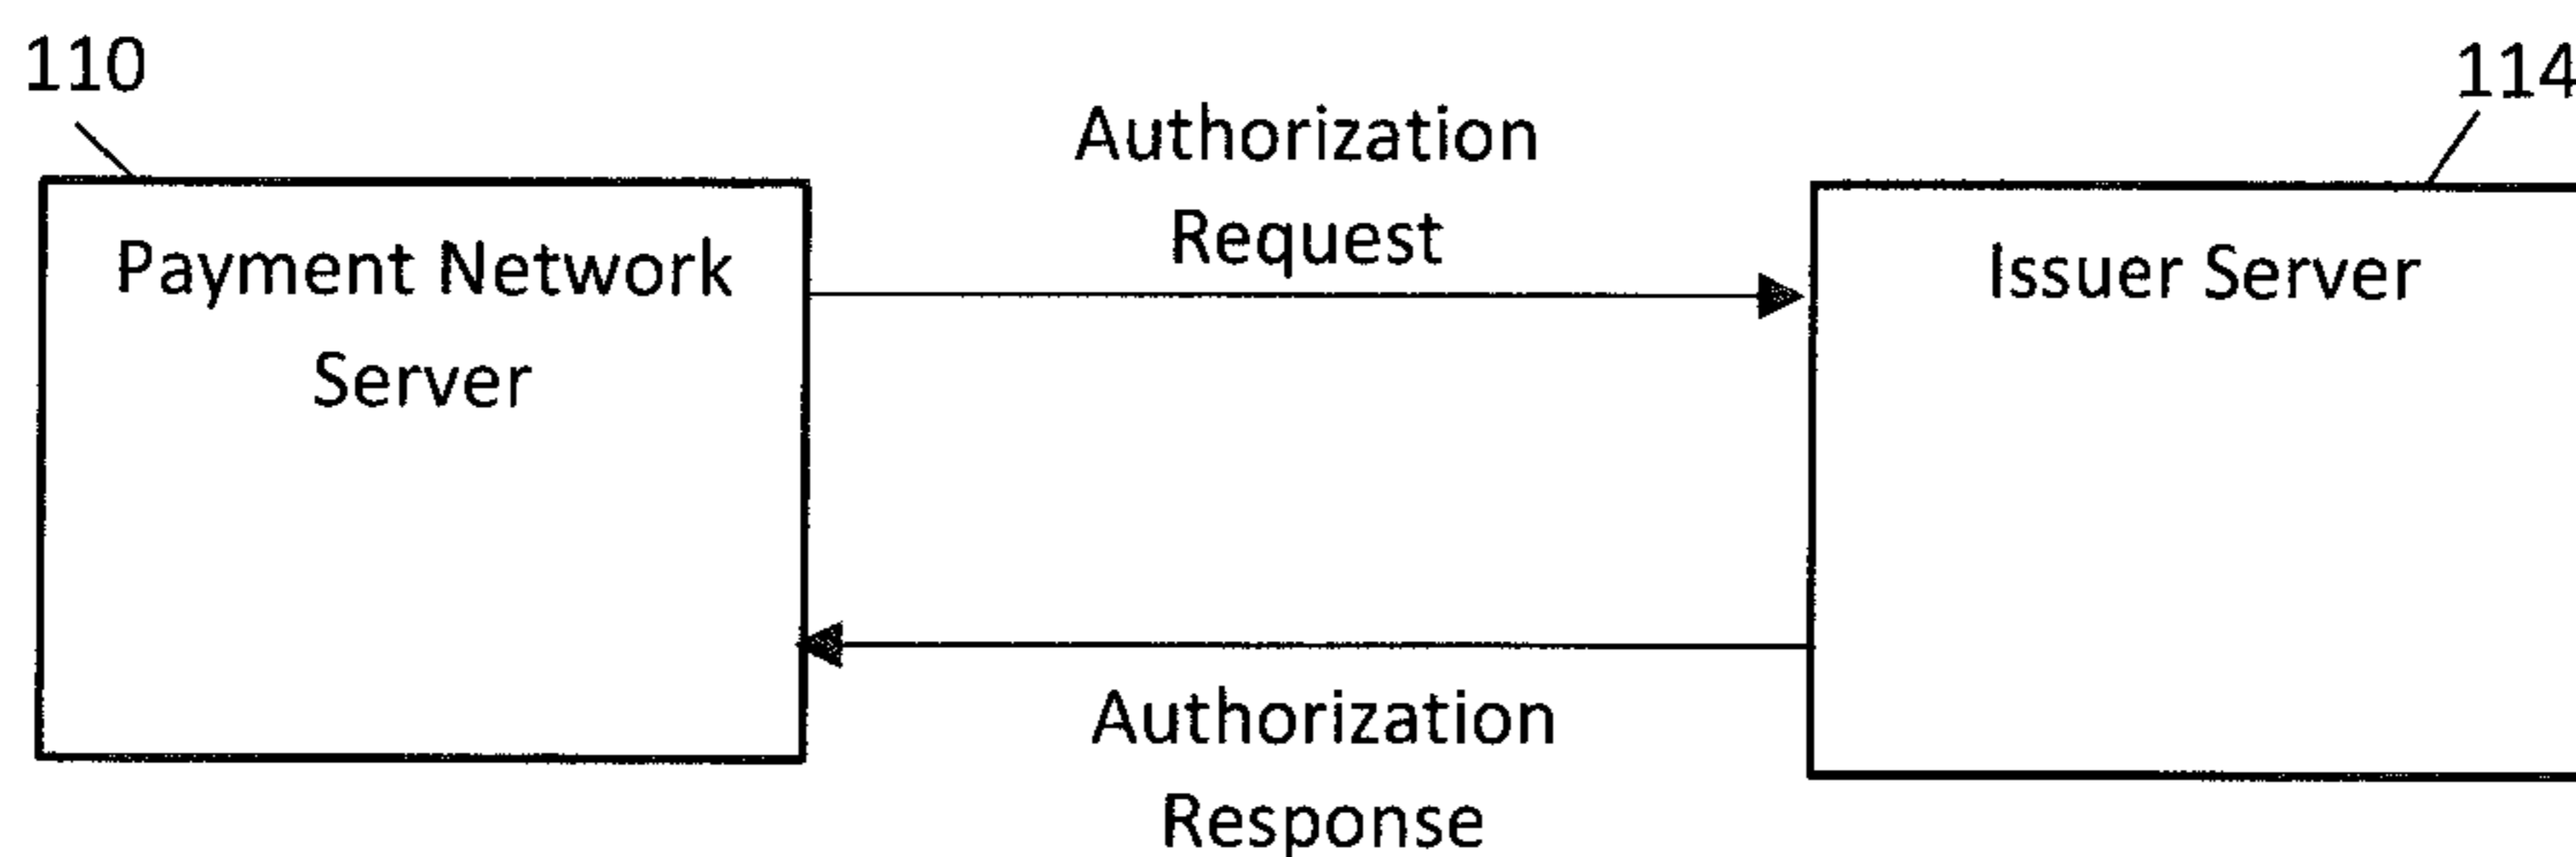 110
114
Authorization
Request
Payment Network
Server
Issuer Server
Authorization
Response